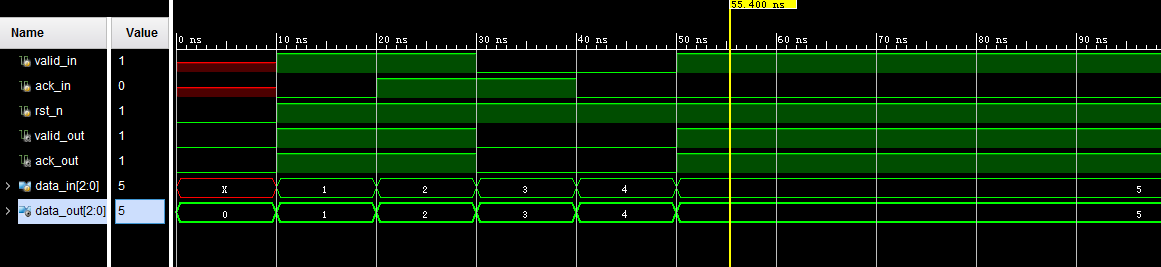 55.400 ns
Name Value
0 ns 10 ns 20 ns 30 ns 40 ns 50 ns 60 ns 70 ns 80 ns 90 ns
valid_in 1
ack_in 0
rst_n 1
valid_out 1
ack_out 1
data_in[2:0] 5 X 1 2 3 4 5
data_out[2:0] 5 0 1 2 3 4 5